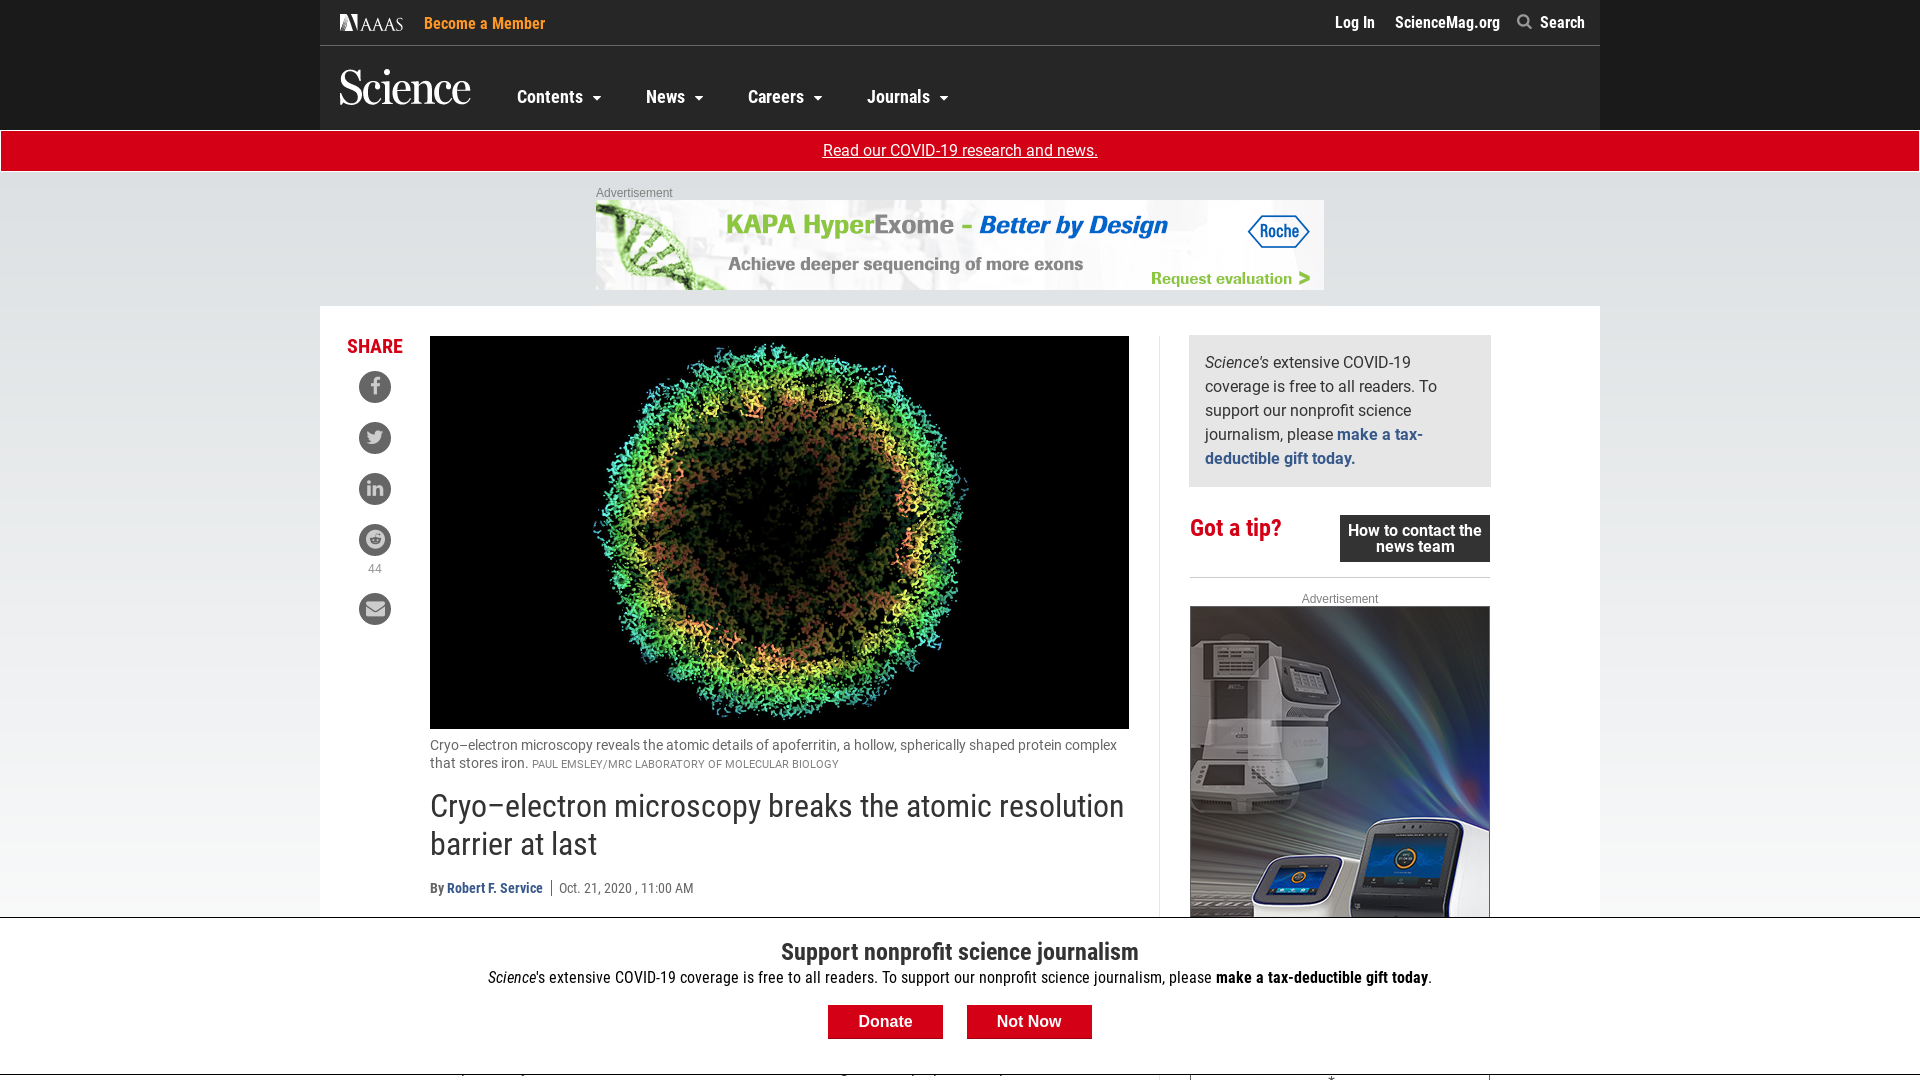 AAAS
Become a Member
Log In
ScienceMag.org
Search
Science
Contents
News
Careers
Journals
Read our COVID-19 research and news.
Advertisement
KAPA HyperExome - Better by Design
Roche
Achieve deeper sequencing of more exons
Request evaluation >
SHARE
44
Cryo–electron microscopy reveals the atomic details of apoferritin, a hollow, spherically shaped protein complex
that stores iron. PAUL EMSLEY/MRC LABORATORY OF MOLECULAR BIOLOGY
Cryo–electron microscopy breaks the atomic resolution
barrier at last
By Robert F. Service
Oct. 21, 2020 , 11:00 AM
Science's extensive COVID-19
coverage is free to all readers. To
support our nonprofit science
journalism, please make a tax-
deductible gift today.
Got a tip?
How to contact the
news team
Advertisement
Support nonprofit science journalism
Science's extensive COVID-19 coverage is free to all readers. To support our nonprofit science journalism, please make a tax-deductible gift today.
Donate
Not Now